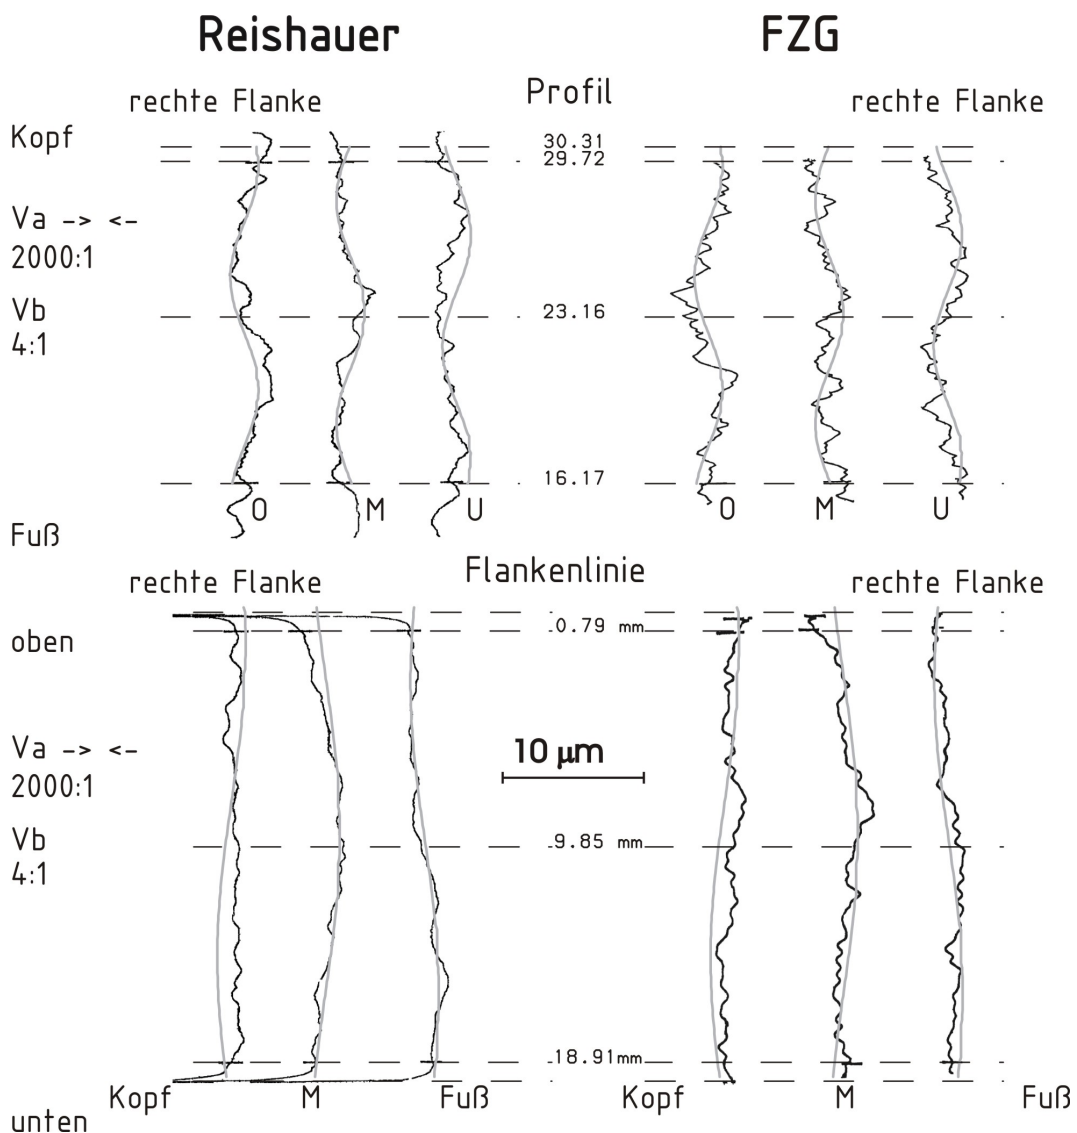 Reishauer FZG
rechte Flanke Profil rechte Flanke
Kopf 30.31
29.72
Va -> <-
2000:1
Vb 23.16
4:1
16.17
O M U O M U
Fuß
rechte Flanke Flankenlinie rechte Flanke
oben 0.79 mm
Va -> <- 10 µm
2000:1
Vb 9.85 mm
4:1
18.91mm
Kopf M Fuß Kopf M Fuß
unten